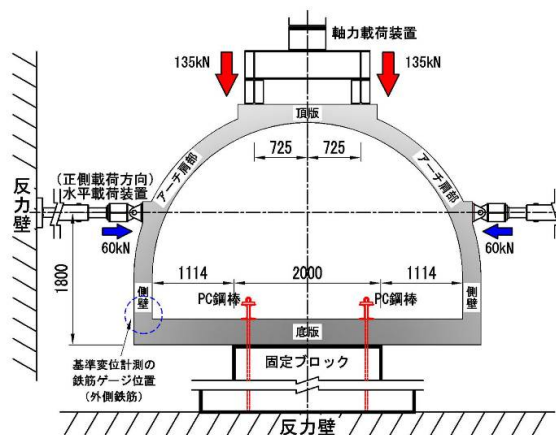 軸力載荷装置
135kN
135kN
頂版
725
725
アーチ肩部
アーチ肩部
(正側載荷方向)
水平載荷装置
反力壁
60kN
60kN
1800
1114
2000
1114
側壁
PC鋼棒
PC鋼棒
側壁
底版
基準変位計測の
鉄筋ゲージ位置
(外側鉄筋)
固定ブロック
反力壁